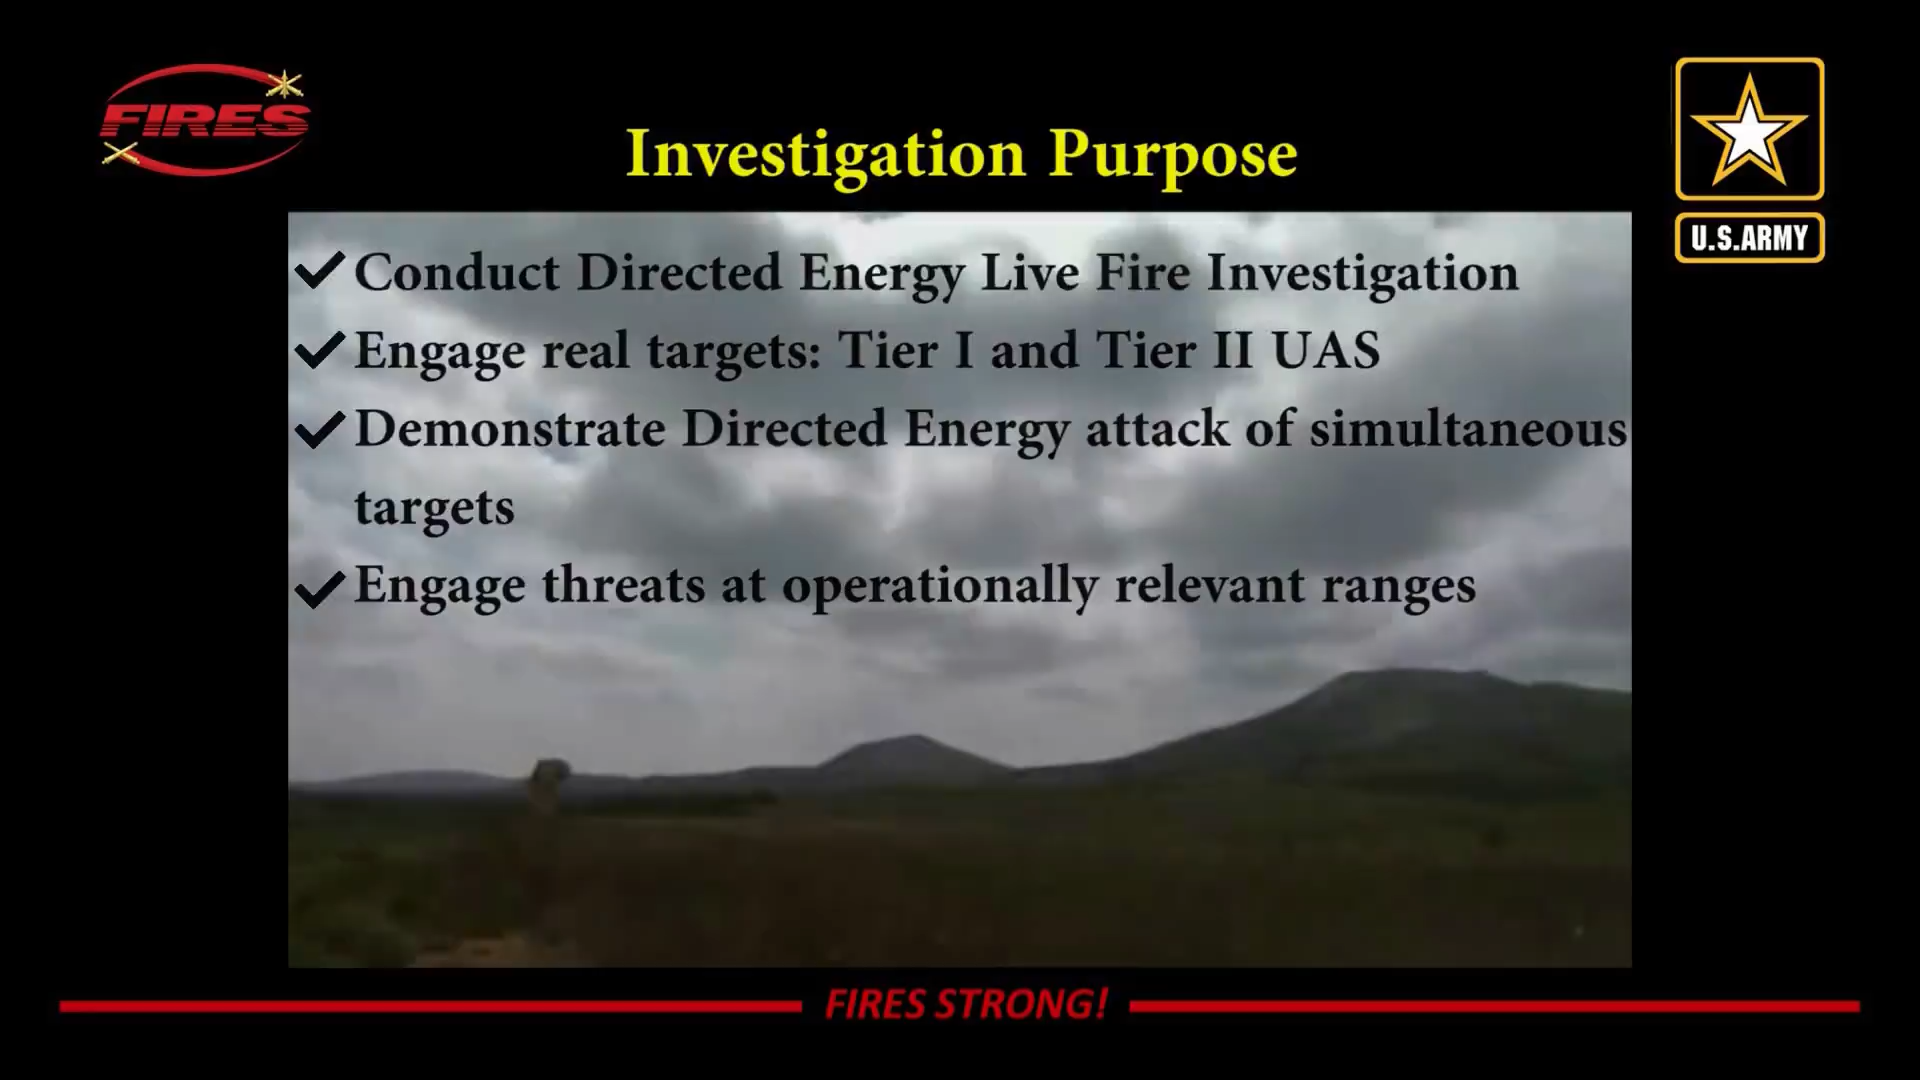 FIRES
Investigation Purpose
U.S.ARMY
Conduct Directed Energy Live Fire Investigation
Engage real targets: Tier I and Tier II UAS
Demonstrate Directed Energy attack of simultaneous
targets
Engage threats at operationally relevant ranges
FIRES STRONG!